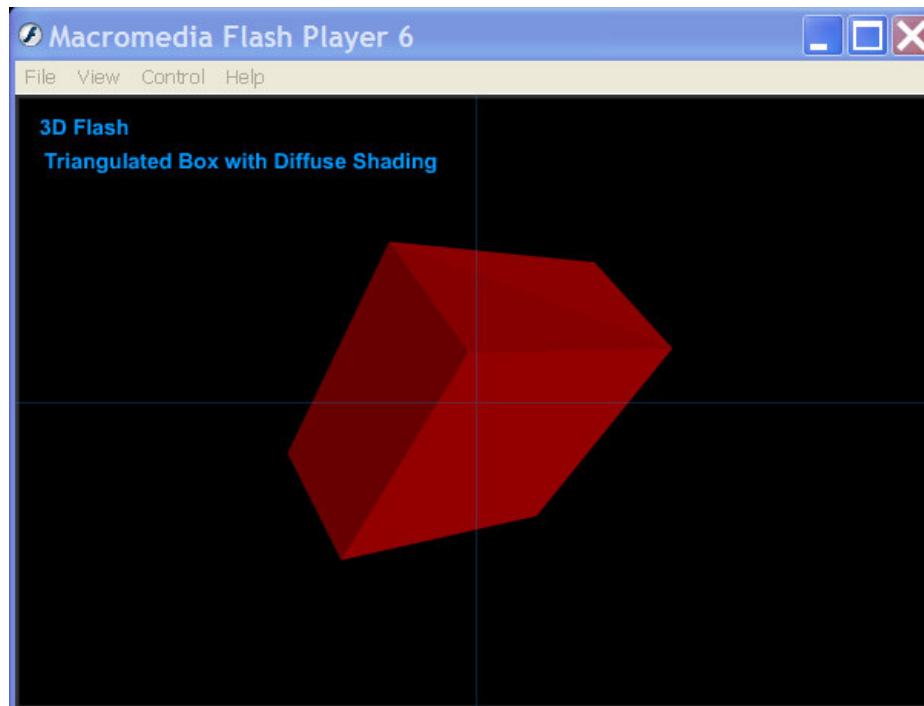 Macromedia Flash Player 6
File View Control Help
3D Flash
Triangulated Box with Diffuse Shading